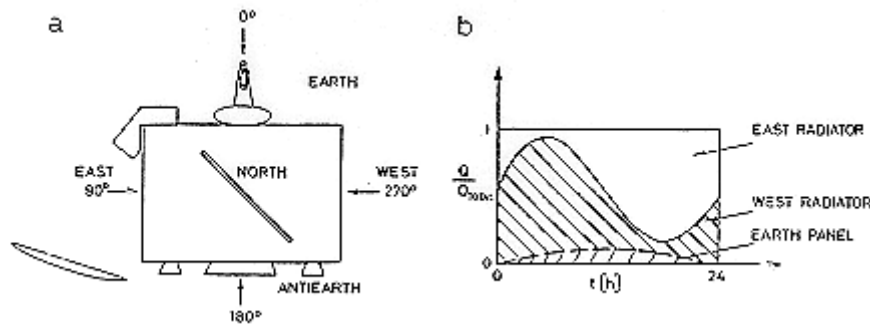 a
0°
EARTH
EAST
90°
NORTH
WEST
270°
ANTIEARTH
180°
b
1
Q
0
0
t [h]
24
EAST RADIATOR
WEST RADIATOR
EARTH PANEL